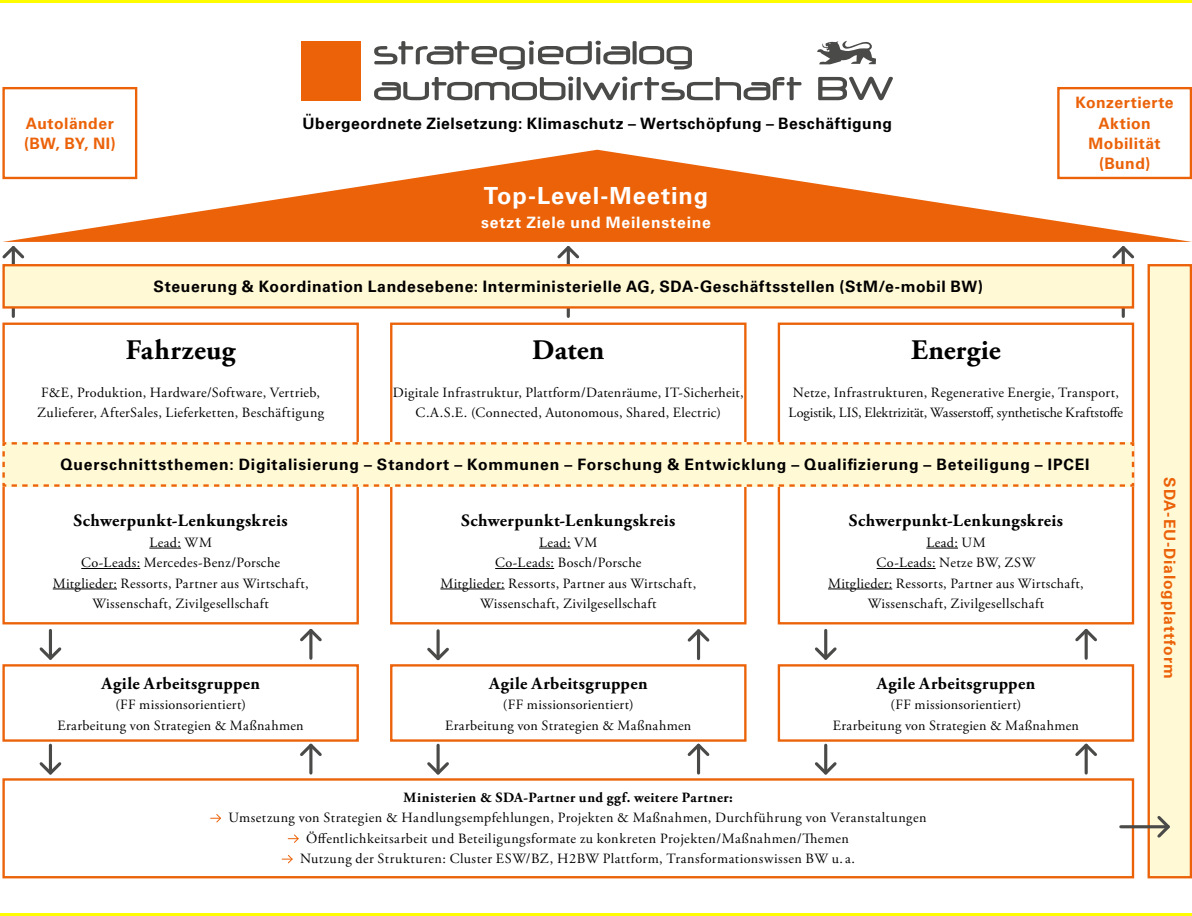 strategiedialog
automobilwirtschaft BW
Übergeordnete Zielsetzung: Klimaschutz – Wertschöpfung – Beschäftigung
Autoländer
(BW, BY, NI)
Konzertierte
Aktion
Mobilität
(Bund)
Top-Level-Meeting
setzt Ziele und Meilensteine
Steuerung & Koordination Landesebene: Interministerielle AG, SDA-Geschäftsstellen (StM/e-mobil BW)
Fahrzeug
F&E, Produktion, Hardware/Software, Vertrieb,
Zulieferer, AfterSales, Lieferketten, Beschäftigung
Daten
Digitale Infrastruktur, Plattform/Datenräume, IT-Sicherheit,
C.A.S.E. (Connected, Autonomous, Shared, Electric)
Energie
Netze, Infrastrukturen, Regenerative Energie, Transport,
Logistik, LIS, Elektrizität, Wasserstoff, synthetische Kraftstoffe
Querschnittsthemen: Digitalisierung – Standort – Kommunen – Forschung & Entwicklung – Qualifizierung – Beteiligung – IPCEI
Schwerpunkt-Lenkungskreis
Lead: WM
Co-Leads: Mercedes-Benz/Porsche
Mitglieder: Ressorts, Partner aus Wirtschaft,
Wissenschaft, Zivilgesellschaft
Schwerpunkt-Lenkungskreis
Lead: VM
Co-Leads: Bosch/Porsche
Mitglieder: Ressorts, Partner aus Wirtschaft,
Wissenschaft, Zivilgesellschaft
Schwerpunkt-Lenkungskreis
Lead: UM
Co-Leads: Netze BW, ZSW
Mitglieder: Ressorts, Partner aus Wirtschaft,
Wissenschaft, Zivilgesellschaft
Agile Arbeitsgruppen
(FF missionsorientiert)
Erarbeitung von Strategien & Maßnahmen
Agile Arbeitsgruppen
(FF missionsorientiert)
Erarbeitung von Strategien & Maßnahmen
Agile Arbeitsgruppen
(FF missionsorientiert)
Erarbeitung von Strategien & Maßnahmen
Ministerien & SDA-Partner und ggf. weitere Partner:
→ Umsetzung von Strategien & Handlungsempfehlungen, Projekten & Maßnahmen, Durchführung von Veranstaltungen
→ Öffentlichkeitsarbeit und Beteiligungsformate zu konkreten Projekten/Maßnahmen/Themen
→ Nutzung der Strukturen: Cluster ESW/BZ, H2BW Plattform, Transformationswissen BW u. a.
SDA-EU-Dialogplattform